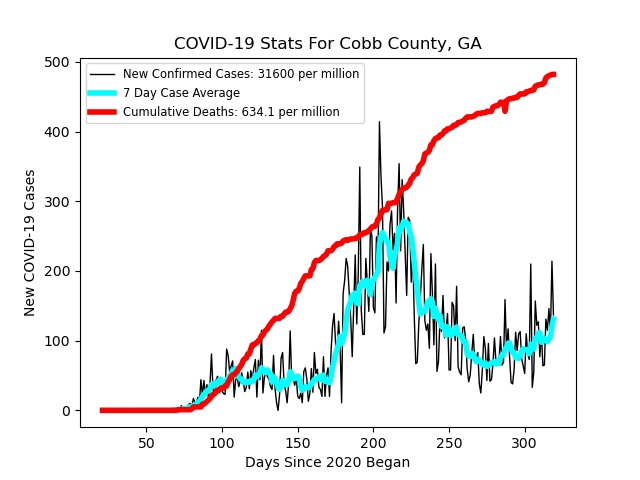 COVID-19 Stats For Cobb County, GA
New Confirmed Cases: 31600 per million
7 Day Case Average
Cumulative Deaths: 634.1 per million
New COVID-19 Cases
500
400
300
200
100
0
50 100 150 200 250 300
Days Since 2020 Began